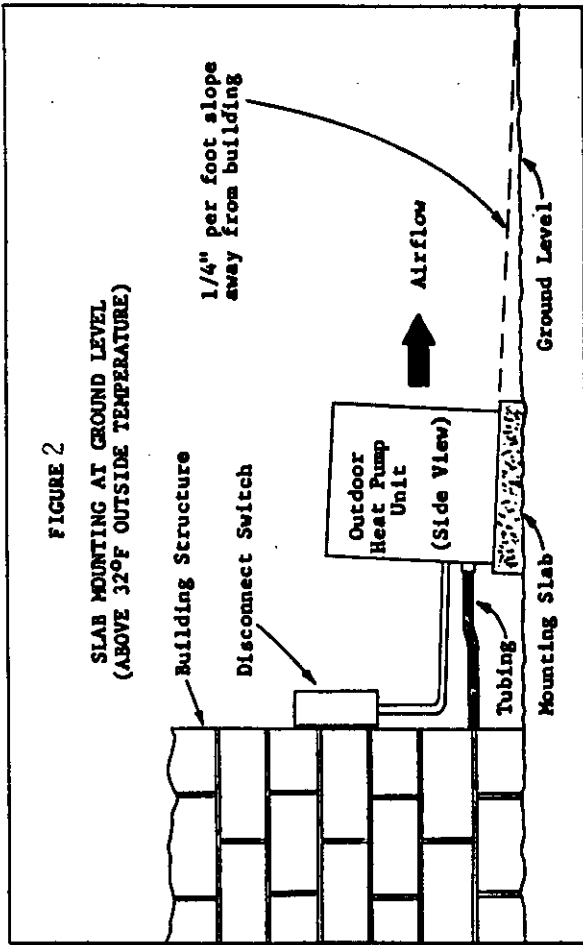 FIGURE 2
SLAB MOUNTING AT GROUND LEVEL
(ABOVE 32°F OUTSIDE TEMPERATURE)
Building Structure
Disconnect Switch
1/4" per foot slope
away from building
Outdoor
Heat Pump
Unit
(Side View)
Airflow
Tubing
Mounting Slab
Ground Level